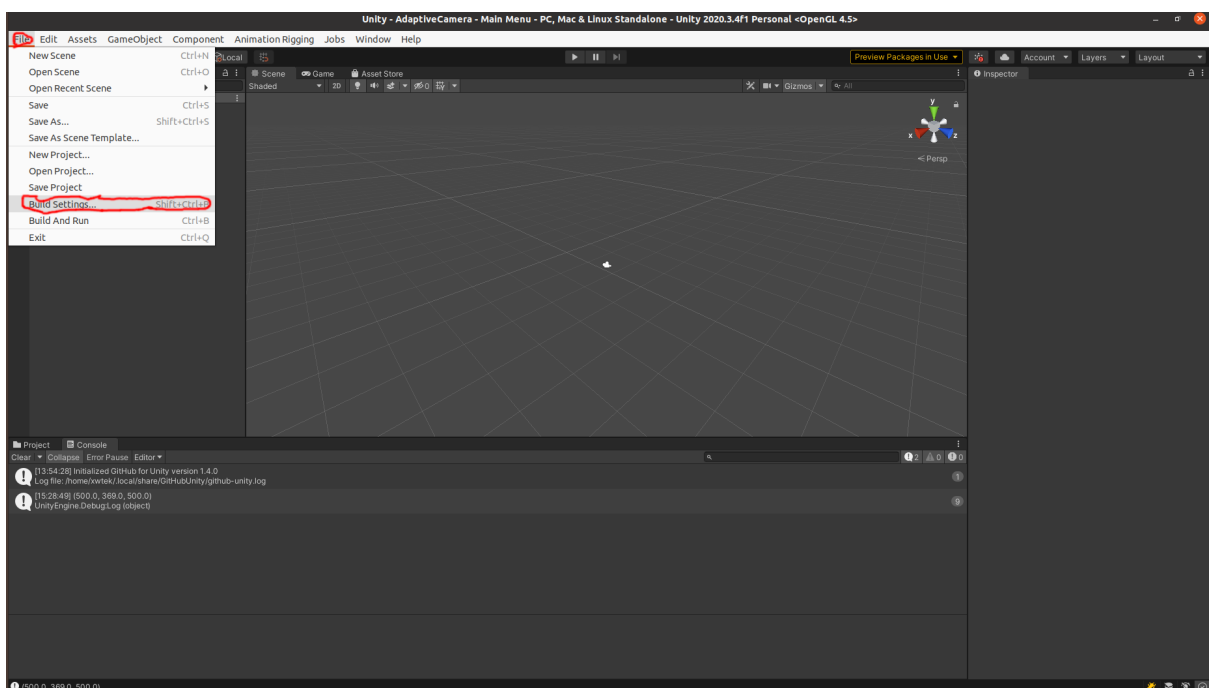 Unity - AdaptiveCamera - Main Menu - PC, Mac & Linux Standalone - Unity 2020.3.4f1 Personal <OpenGL 4.5>
File Edit Assets GameObject Component Animation Rigging Jobs Window Help
New Scene Ctrl+N
Open Scene Ctrl+O
Open Recent Scene
Save Ctrl+S
Save As... Shift+Ctrl+S
Save As Scene Template...
New Project...
Open Project...
Save Project
Build Settings... Shift+Ctrl+B
Build And Run Ctrl+B
Exit Ctrl+Q
Local Preview Packages in Use Account Layers Layout
Scene Game Asset Store Inspector
Shaded 2D 0 Gizmos All
y
x z
Persp
Project Console
Clear Collapse Error Pause Editor 2 0 0
[13:54:28] Initialized GitHub for Unity version 1.4.0
Log file: /home/xwtek/.local/share/GitHubUnity/github-unity.log
1
[15:28:49] (500.0, 369.0, 500.0)
UnityEngine.Debug:Log (object)
9
(500.0, 369.0, 500.0)